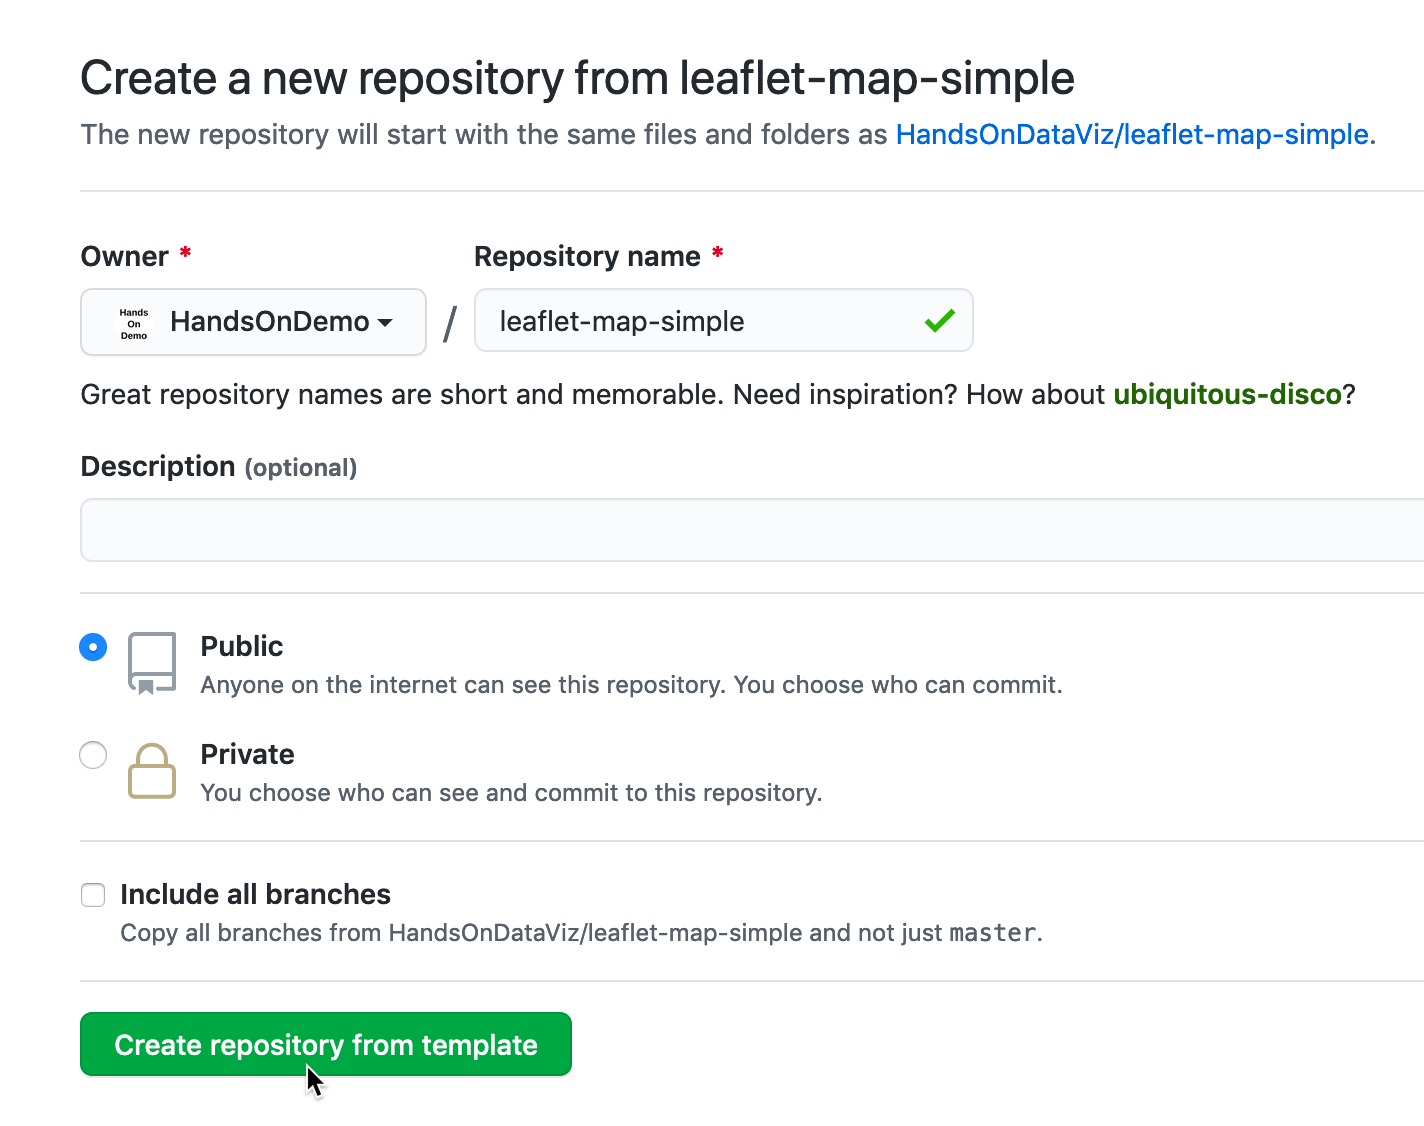 Create a new repository from leaflet-map-simple
The new repository will start with the same files and folders as HandsOnDataViz/leaflet-map-simple.
Owner * Repository name *
Hands
On
Demo
HandsOnDemo / leaflet-map-simple
Great repository names are short and memorable. Need inspiration? How about ubiquitous-disco?
Description (optional)
Public
Anyone on the internet can see this repository. You choose who can commit.
Private
You choose who can see and commit to this repository.
Include all branches
Copy all branches from HandsOnDataViz/leaflet-map-simple and not just master.
Create repository from template